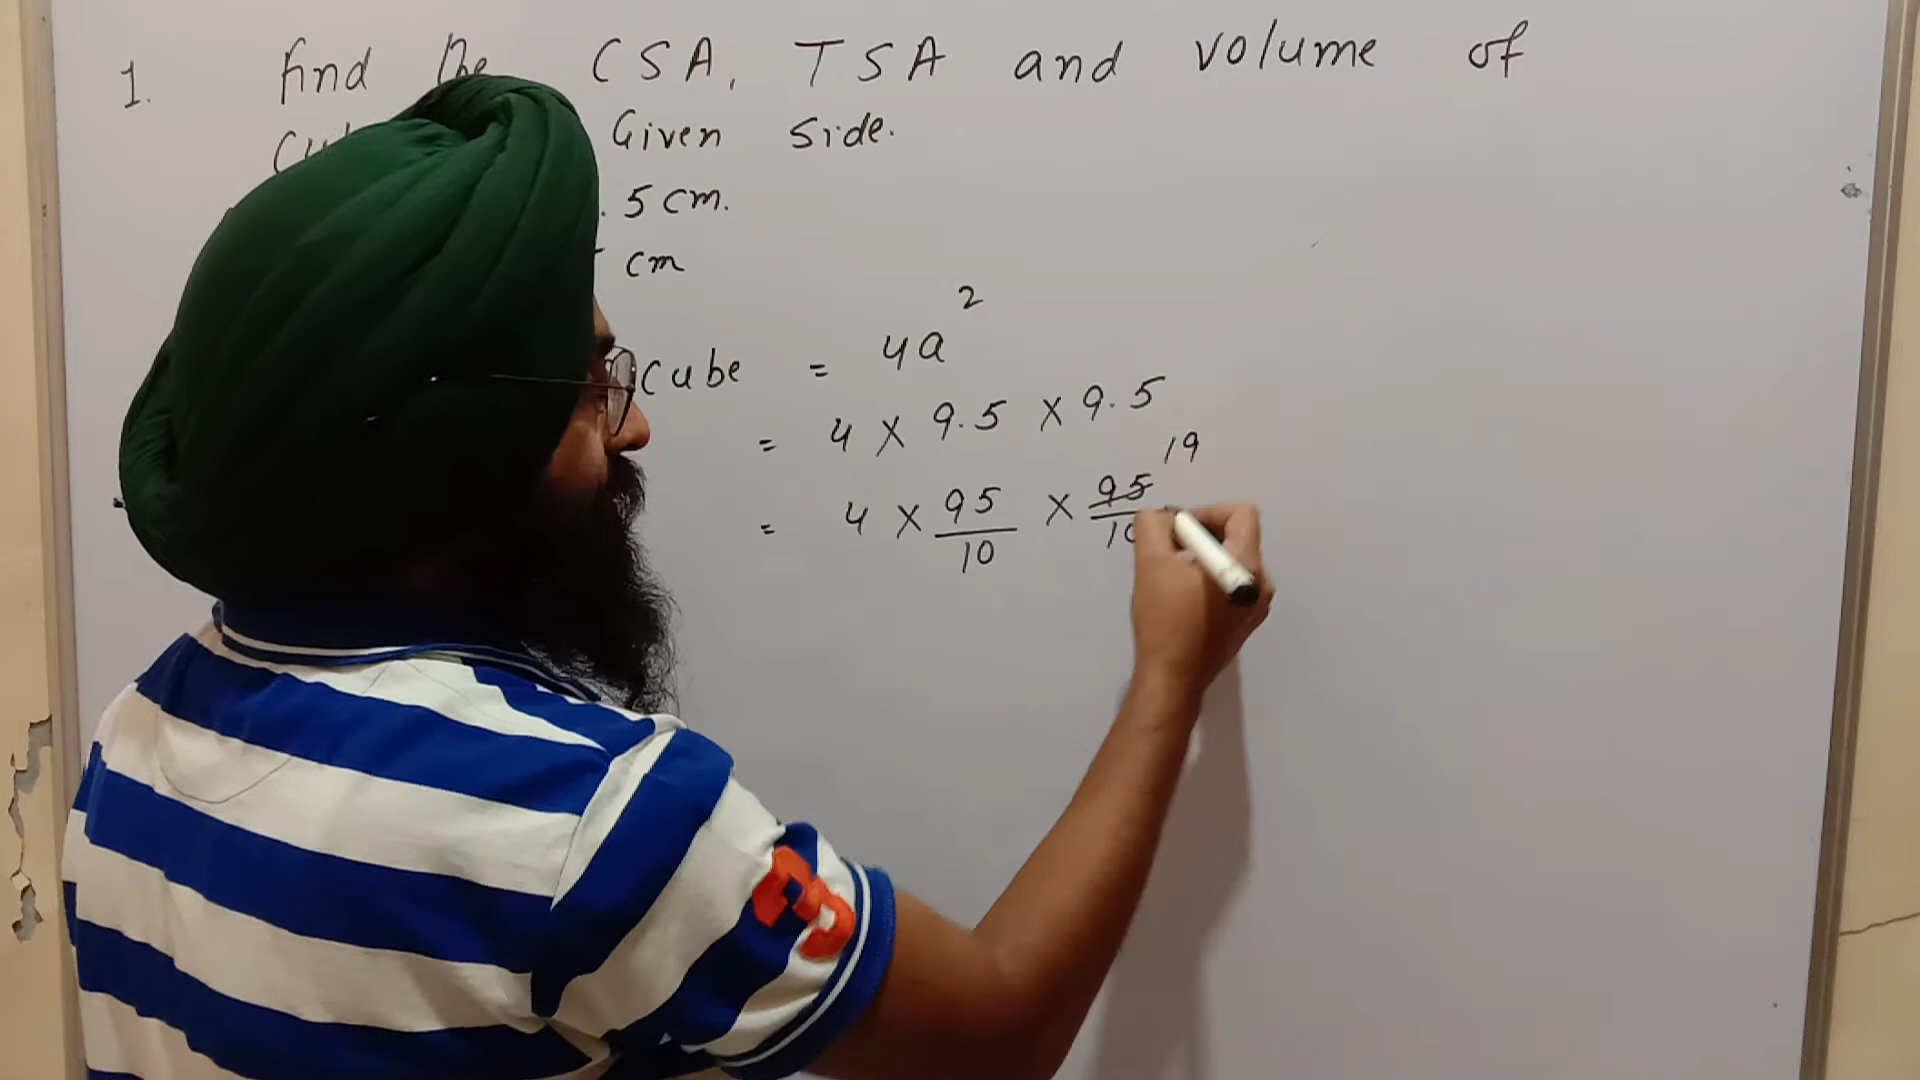 1. Find the CSA, TSA and volume of
Given side.
. 5 cm.
cm
cube = 4a²
= 4 × 9.5 × 9.5
19
= 4 × 95/10 × 95/10
3